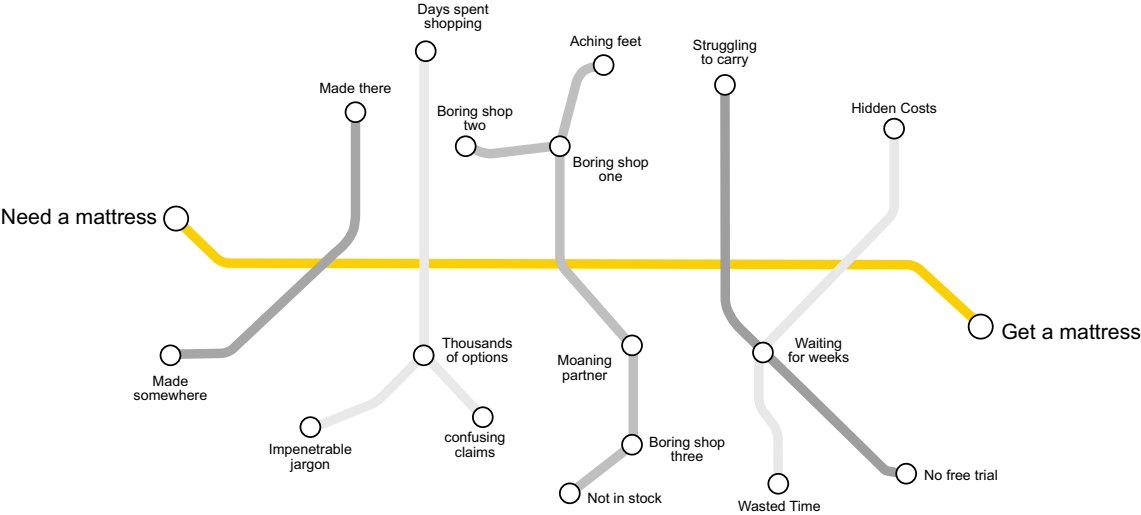 Days spent
shopping
Aching feet
Struggling
to carry
Made there
Boring shop
two
Hidden Costs
Boring shop
one
Need a mattress
Get a mattress
Thousands
of options
Waiting
for weeks
Moaning
partner
Made
somewhere
confusing
claims
Impenetrable
jargon
Boring shop
three
No free trial
Not in stock
Wasted Time